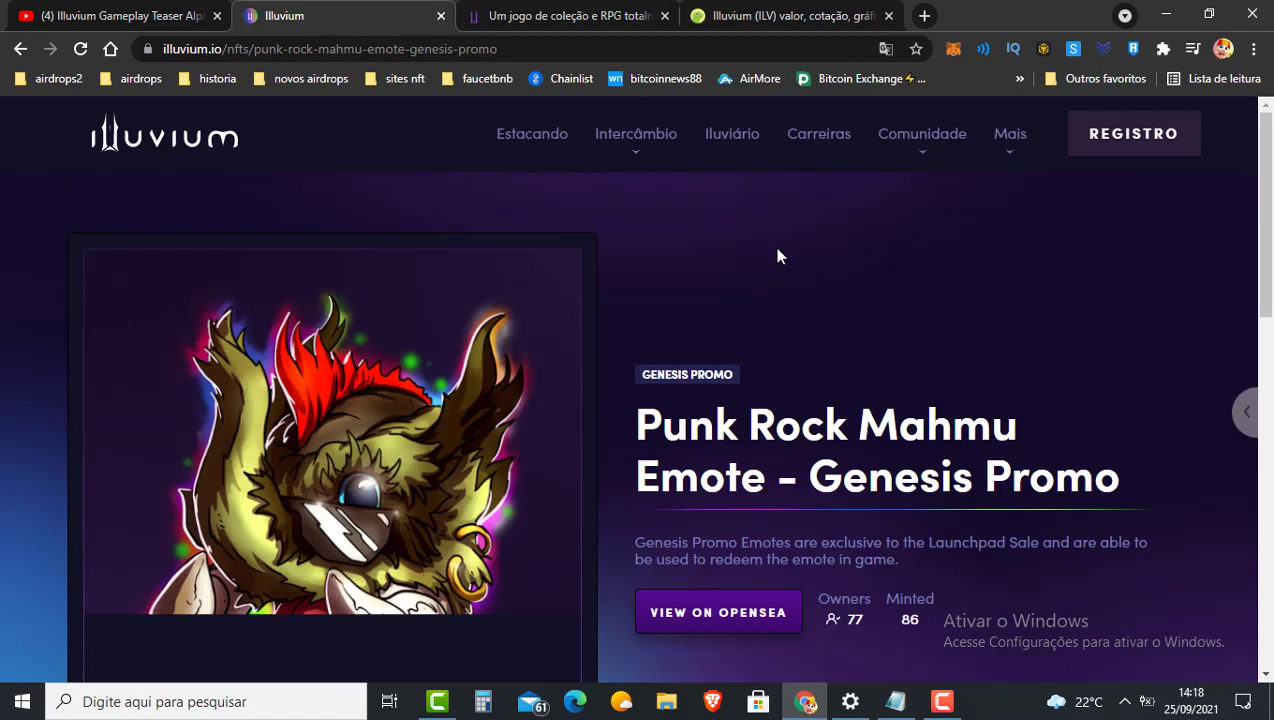 (4) Illuvium Gameplay Teaser Alp
Illuvium
Um jogo de coleção e RPG totaln
Illuvium (ILV) valor, cotação, gráfi
illuvium.io/nfts/punk-rock-mahmu-emote-genesis-promo
airdrops2
airdrops
historia
novos airdrops
sites nft
faucetbnb
Chainlist
bitcoinnews88
AirMore
Bitcoin Exchange⚡...
»
Outros favoritos
Lista de leitura
illuvium
Estacando
Intercâmbio
Iluviário
Carreiras
Comunidade
Mais
REGISTRO
GENESIS PROMO
Punk Rock Mahmu
Emote - Genesis Promo
Genesis Promo Emotes are exclusive to the Launchpad Sale and are able to
be used to redeem the emote in game.
VIEW ON OPENSEA
Owners
77
Minted
86
Ativar o Windows
Acesse Configurações para ativar o Windows.
Digite aqui para pesquisar
61
22°C
14:18
25/09/2021